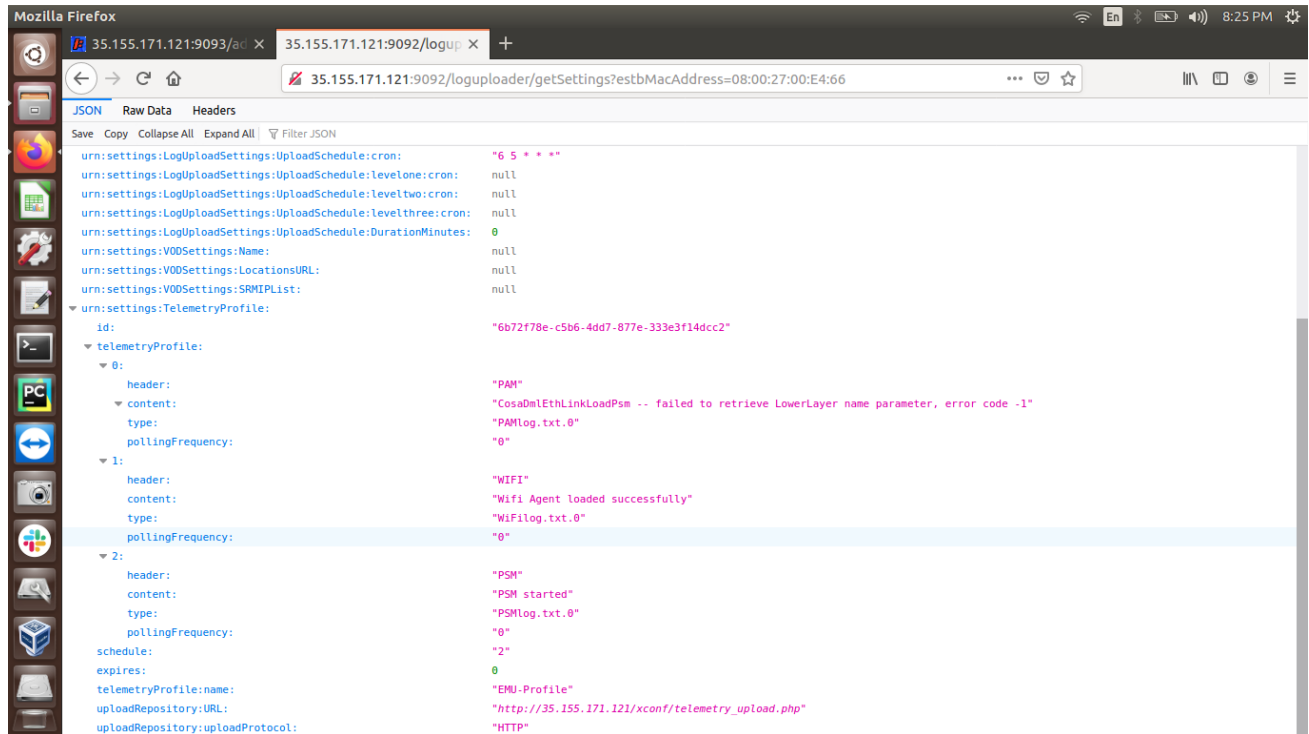 Mozilla Firefox
En
8:25 PM
35.155.171.121:9093/ad
35.155.171.121:9092/logup
35.155.171.121:9092/loguploader/getSettings?estbMacAddress=08:00:27:00:E4:66
JSON Raw Data Headers
Save Copy Collapse All Expand All Filter JSON
urn:settings:LogUploadSettings:UploadSchedule:cron: "6 5 * * *"
urn:settings:LogUploadSettings:UploadSchedule:levelone:cron: null
urn:settings:LogUploadSettings:UploadSchedule:leveltwo:cron: null
urn:settings:LogUploadSettings:UploadSchedule:levelthree:cron: null
urn:settings:LogUploadSettings:UploadSchedule:DurationMinutes: 0
urn:settings:VODSettings:Name: null
urn:settings:VODSettings:LocationsURL: null
urn:settings:VODSettings:SRMIPList: null
urn:settings:TelemetryProfile:
id: "6b72f78e-c5b6-4dd7-877e-333e3f14dcc2"
telemetryProfile:
0:
header: "PAM"
content: "CosaDmlEthLinkLoadPsm -- failed to retrieve LowerLayer name parameter, error code -1"
type: "PAMlog.txt.0"
pollingFrequency: "0"
1:
header: "WIFI"
content: "Wifi Agent loaded successfully"
type: "WiFilog.txt.0"
pollingFrequency: "0"
2:
header: "PSM"
content: "PSM started"
type: "PSMlog.txt.0"
pollingFrequency: "0"
schedule: "2"
expires: 0
telemetryProfile:name: "EMU-Profile"
uploadRepository:URL: "http://35.155.171.121/xconf/telemetry_upload.php"
uploadRepository:uploadProtocol: "HTTP"
PC